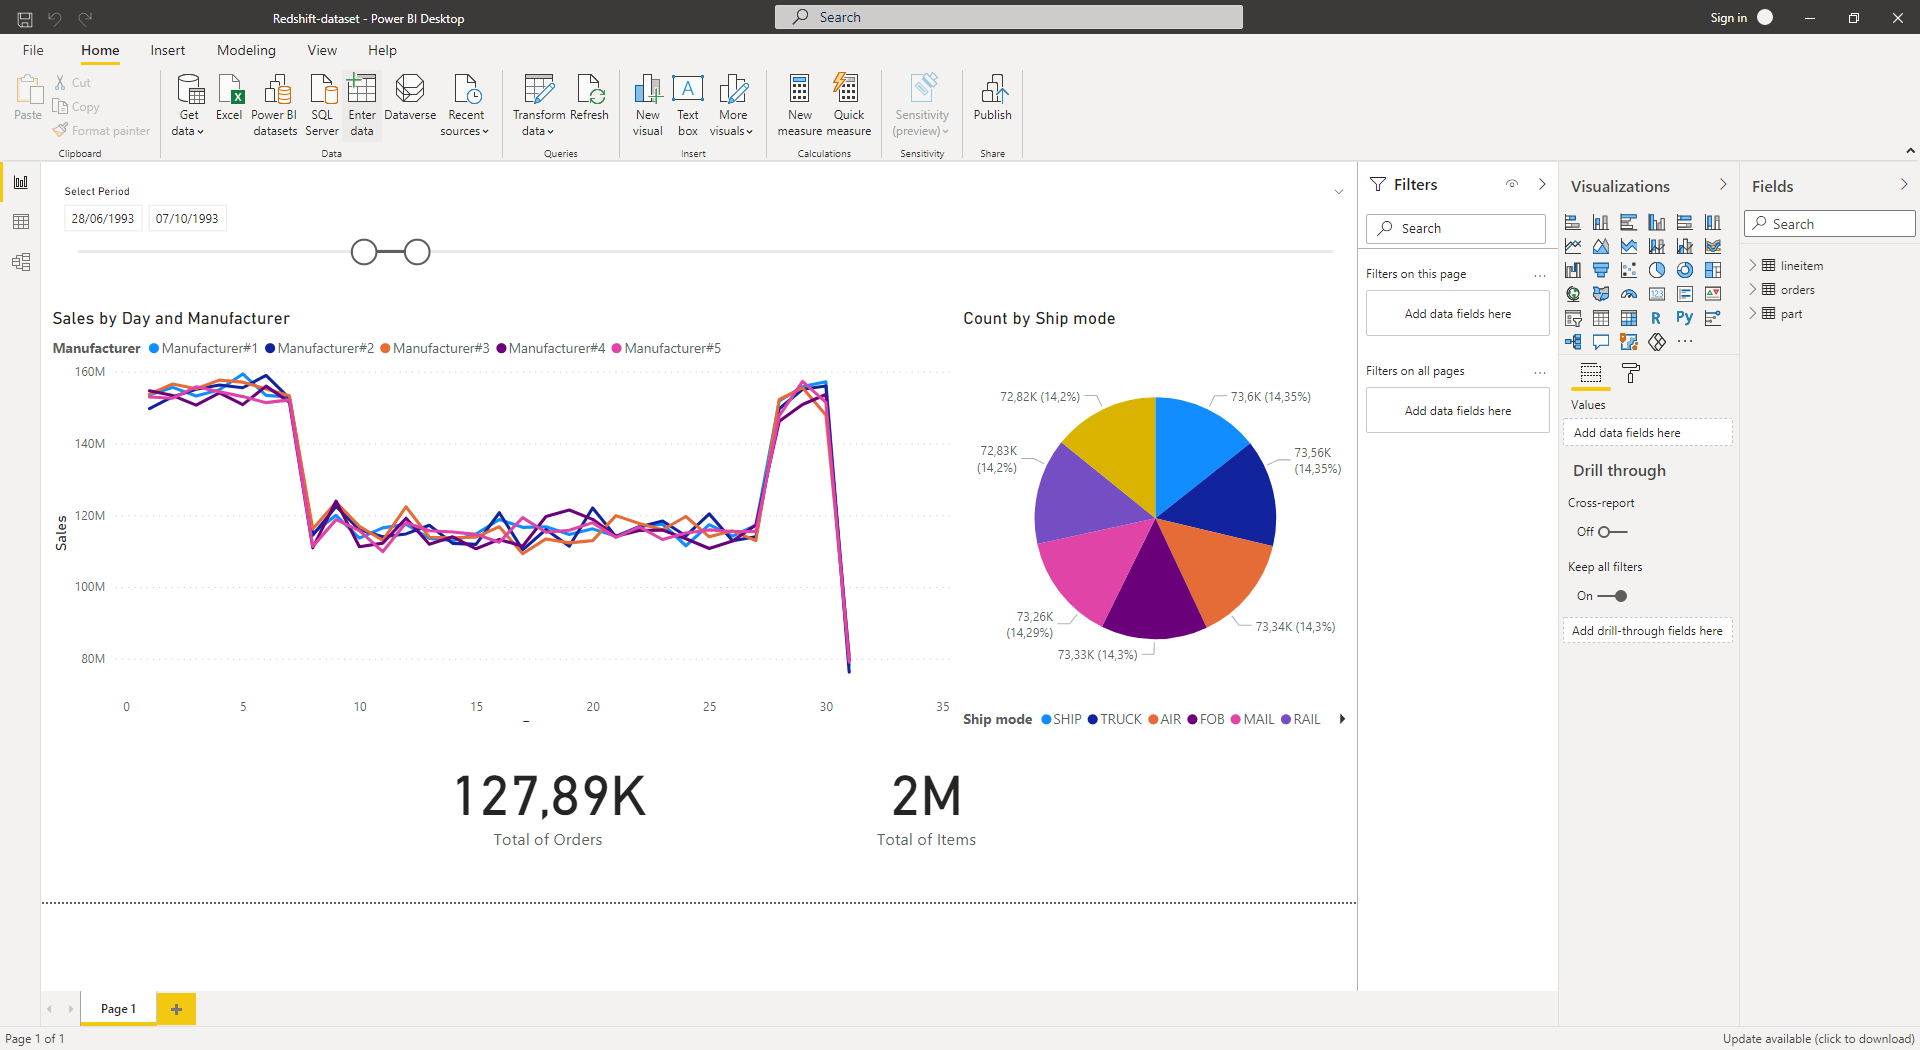 Redshift-dataset - Power BI Desktop
Search
Sign in
File
Home
Insert
Modeling
View
Help
Paste
Cut
Copy
Format painter
Clipboard
Get
data
Excel
Power BI
datasets
SQL
Server
Enter
data
Dataverse
Recent
sources
Data
Transform
data
Refresh
Queries
New
visual
A
Text
box
More
visuals
Insert
New
measure
Quick
measure
Calculations
Sensitivity
(preview)
Sensitivity
Publish
Share
Select Period
28/06/1993
07/10/1993
Sales by Day and Manufacturer
Manufacturer Manufacturer#1 Manufacturer#2 Manufacturer#3 Manufacturer#4 Manufacturer#5
160M
140M
120M
100M
80M
Sales
0 5 10 15 20 25 30 35
Count by Ship mode
72,82K (14,2%)
73,6K (14,35%)
72,83K
(14,2%)
73,56K
(14,35%)
73,26K
(14,29%)
73,34K (14,3%)
73,33K (14,3%)
Ship mode SHIP TRUCK AIR FOB MAIL RAIL
127,89K
Total of Orders
2M
Total of Items
Filters
Search
Filters on this page
...
Add data fields here
Filters on all pages
...
Add data fields here
Visualizations
123
R
Py
...
Values
Add data fields here
Drill through
Cross-report
Off
Keep all filters
On
Add drill-through fields here
Fields
Search
lineitem
orders
part
Page 1
+
Page 1 of 1
Update available (click to download)